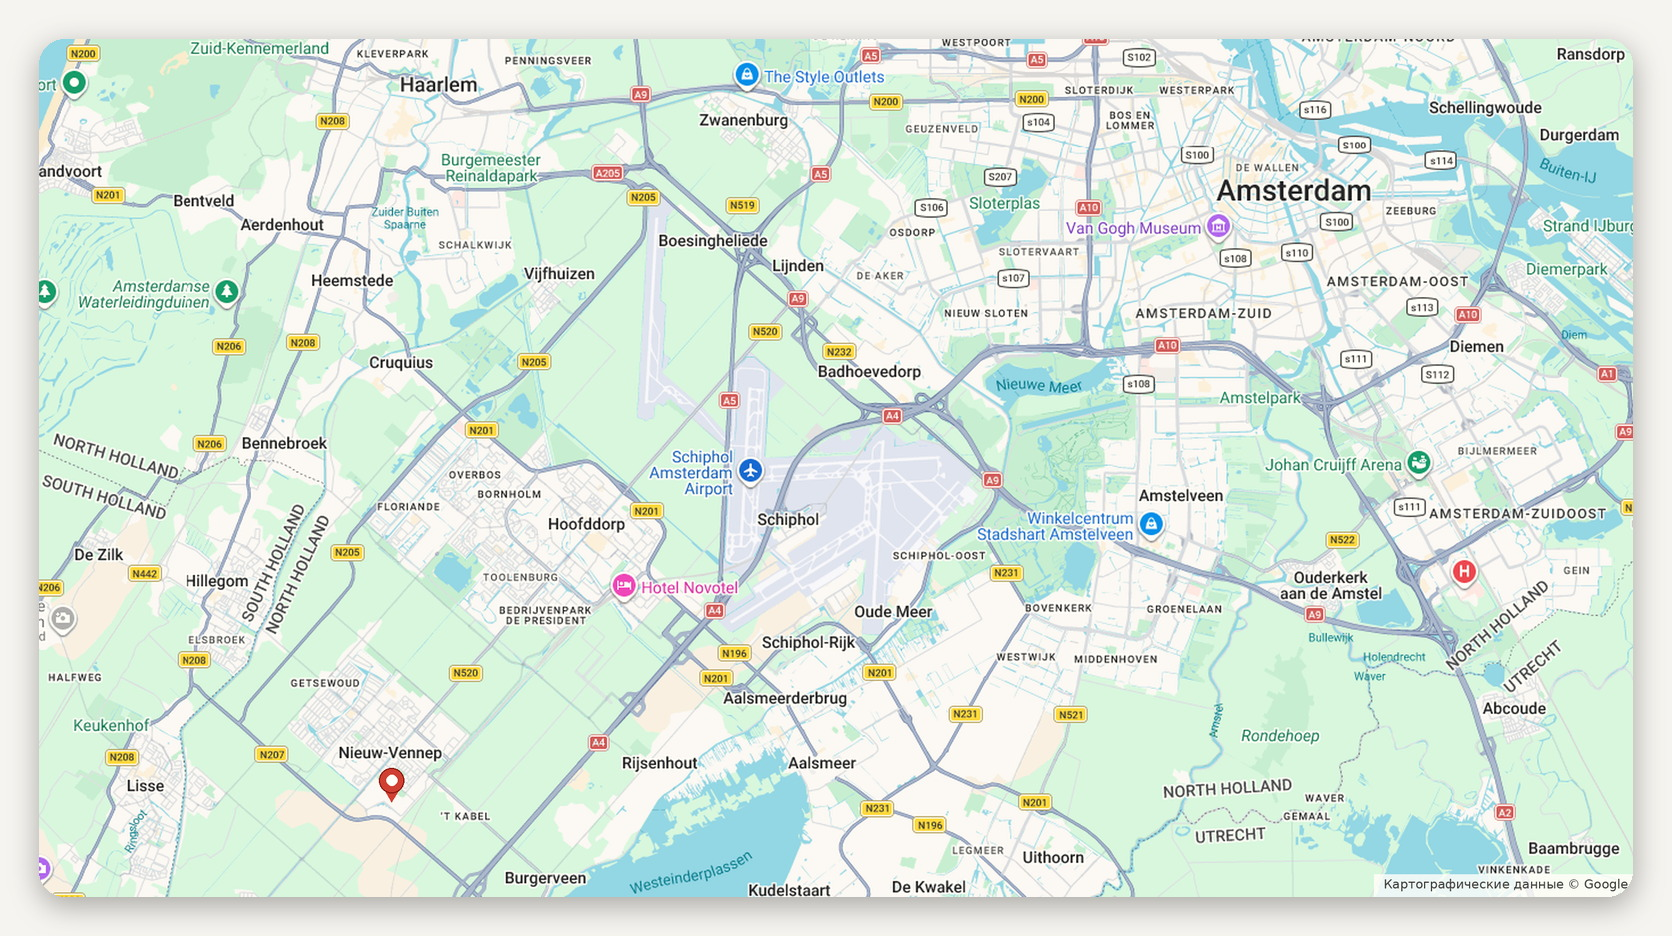 N200
Zuid-Kennemerland
KLEVERPARK
PENNINGSVEER
A5
WESTPOORT
A5
S102
Ransdorp
Haarlem
A9
The Style Outlets
N200
N200
SLOTERDIJK
WESTERPARK
s116
Schellingwoude
N208
Zwanenburg
GEUZENVELD
s104
BOS EN
LOMMER
Durgerdam
S100
S100
s114
Buiten-IJ
andvoort
N201
Burgemeester
Reinaldapark
A205
A5
S207
Sloterplas
DE WALLEN
Amsterdam
Bentveld
N205
N519
S106
A10
S100
ZEEBURG
Aerdenhout
Zuider Buiten
Spaarne
SCHALKWIJK
Boesingheliede
OSDORP
Van Gogh Museum
Strand IJburg
SLOTERVAART
s108
s110
Heemstede
Vijfhuizen
Lijnden
DE AKER
s107
AMSTERDAM-OOST
Diemerpark
Amsterdamse
Waterleidingduinen
A9
NIEUW SLOTEN
AMSTERDAM-ZUID
s113
A10
N206
N208
N520
N232
A10
s111
Diemen
Diem
Cruquius
N205
Badhoevedorp
Nieuwe Meer
s108
S112
A1
A5
A4
Amstelpark
N206
Bennebroek
N201
BIJLMERMEER
A9
NORTH HOLLAND
SOUTH HOLLAND
OVERBOS
BORNHOLM
Schiphol
Amsterdam
Airport
A9
Johan Cruijff Arena
Amstelveen
FLORIANDE
Hoofddorp
N201
Schiphol
Winkelcentrum
Stadshart Amstelveen
s111
AMSTERDAM-ZUIDOOST
De Zilk
SOUTH HOLLAND
NORTH HOLLAND
N205
SCHIPHOL-OOST
N522
N442
Hillegom
TOOLENBURG
Hotel Novotel
N231
Ouderkerk
aan de Amstel
GEIN
N206
BEDRIJVENPARK
DE PRESIDENT
A4
Oude Meer
BOVENKERK
GROENELAAN
A9
Bullewijk
NORTH HOLLAND
UTRECHT
ELSBROEK
N208
Schiphol-Rijk
N196
WESTWIJK
MIDDENHOVEN
Holendrecht
Waver
HALFWEG
GETSEWOUD
N520
N201
N201
Aalsmeerderbrug
Keukenhof
N231
N521
Amstel
Abcoude
N208
N207
Nieuw-Vennep
A4
Rondehoep
Lisse
Rijsenhout
Aalsmeer
NORTH HOLLAND
WAVER
Ringsloot
'T KABEL
N231
N196
N201
UTRECHT
GEMAAL
A2
LEGMEER
Uithoorn
Baambrugge
Burgerveen
Westeinderplassen
Kudelstaart
De Kwakel
VINKENKADE
Картографические данные © Google